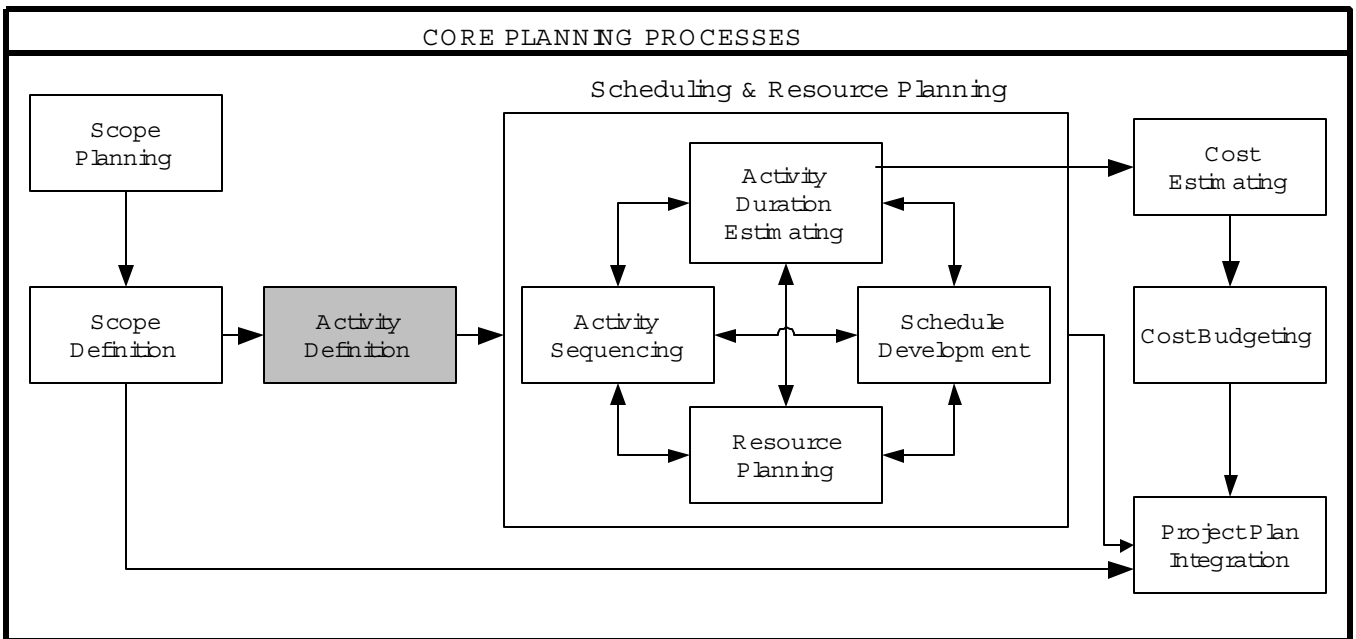 CORE PLANNING PROCESSES
Scheduling & Resource Planning
Scope
Planning
Activity
Duration
Estimating
Cost
Estimating
Scope
Definition
Activity
Definition
Activity
Sequencing
Schedule
Development
Cost Budgeting
Resource
Planning
Project Plan
Integration